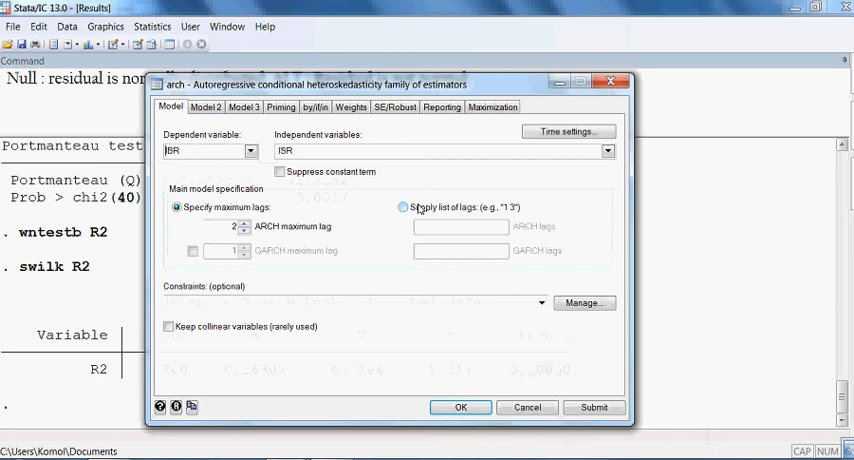 Stata/IC 13.0 - [Results]
File Edit Data Graphics Statistics User Window Help
Command
Null : residual is nor
arch - Autoregressive conditional heteroskedasticity family of estimators
Model Model 2 Model 3 Priming by/if/in Weights SE/Robust Reporting Maximization
Dependent variable: Independent variables: Time settings...
IBR ISR
Suppress constant term
Main model specification
Specify maximum lags: Supply list of lags: (e.g., "1 3")
2 ARCH maximum lag ARCH lags
1 GARCH maximum lag. GARCH lags
Constraints: (optional)
Manage...
Keep collinear variables (rarely used)
OK Cancel Submit
Portmanteau test
Portmanteau (Q)
Prob > chi2(40)
. wntestb R2
. swilk R2
Variable
R2
.
C:\Users\Komol\Documents CAP NUM